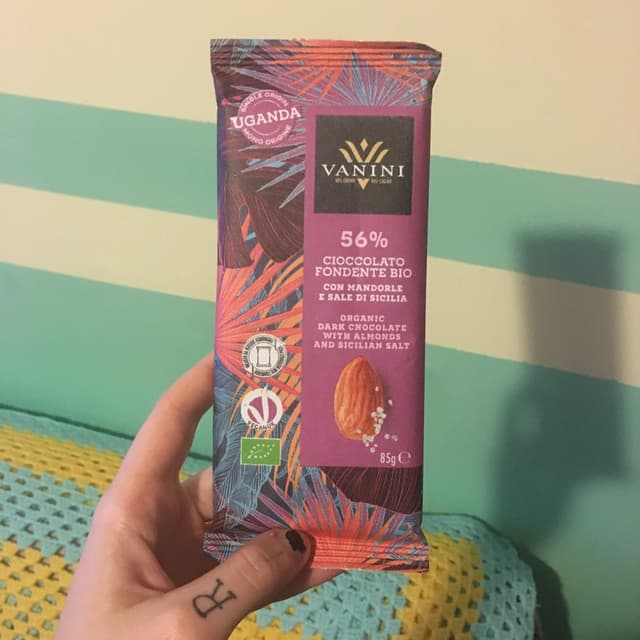 SINGLE ORIGIN
UGANDA
MONO ORIGINE
VANINI
56%
CIOCCOLATO
FONDENTE BIO
CON MANDORLE
E SALE DI SICILIA
ORGANIC
DARK CHOCOLATE
WITH ALMONDS
AND SICILIAN SALT
VEGANO
85g ℮
R